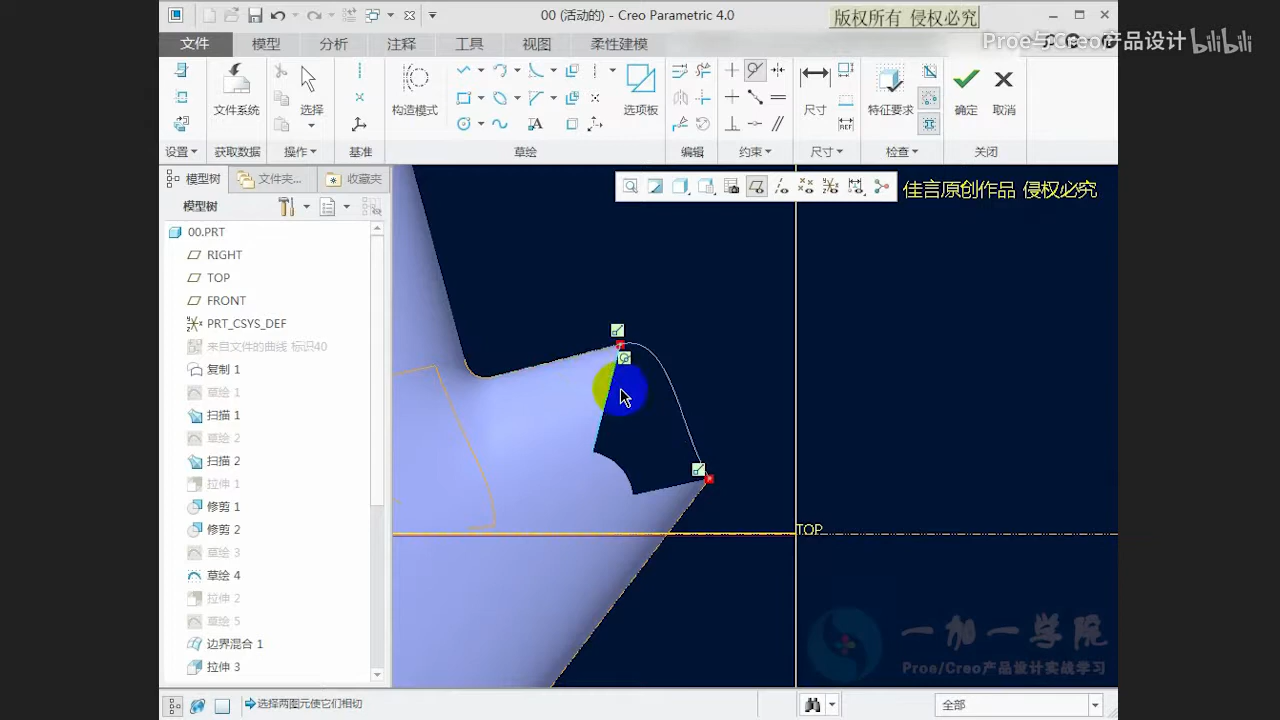 00 (活动的) - Creo Parametric 4.0
版权所有 侵权必究
Proe与Creo产品设计 bilibili
文件 模型 分析 注释 工具 视图 柔性建模
文件系统 选择 构造模式 选项板 尺寸 特征要求 确定 取消
REF
设置 获取数据 操作 基准 草绘 编辑 约束 尺寸 检查 关闭
模型树 文件夹... 收藏夹
佳言原创作品 侵权必究
模型树
00.PRT
RIGHT
TOP
FRONT
PRT_CSYS_DEF
来自文件的曲线 标识40
复制 1
草绘 1
扫描 1
草绘 2
扫描 2
拉伸 1
修剪 1
修剪 2
草绘 3
草绘 4
拉伸 2
草绘 5
边界混合 1
拉伸 3
TOP
一加一学院
Proe/Creo产品设计实战学习
选择两图元使它们相切
全部